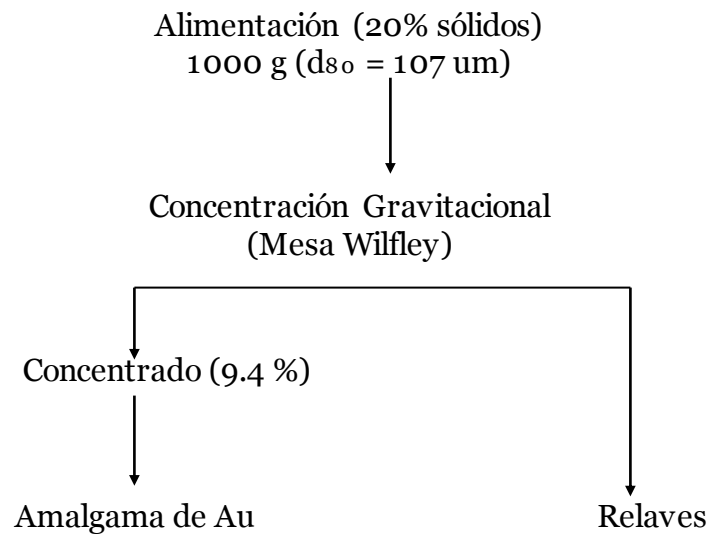 Alimentación (20% sólidos)
1000 g (d80 = 107 um)
Concentración Gravitacional
(Mesa Wilfley)
Concentrado (9.4 %)
Amalgama de Au
Relaves